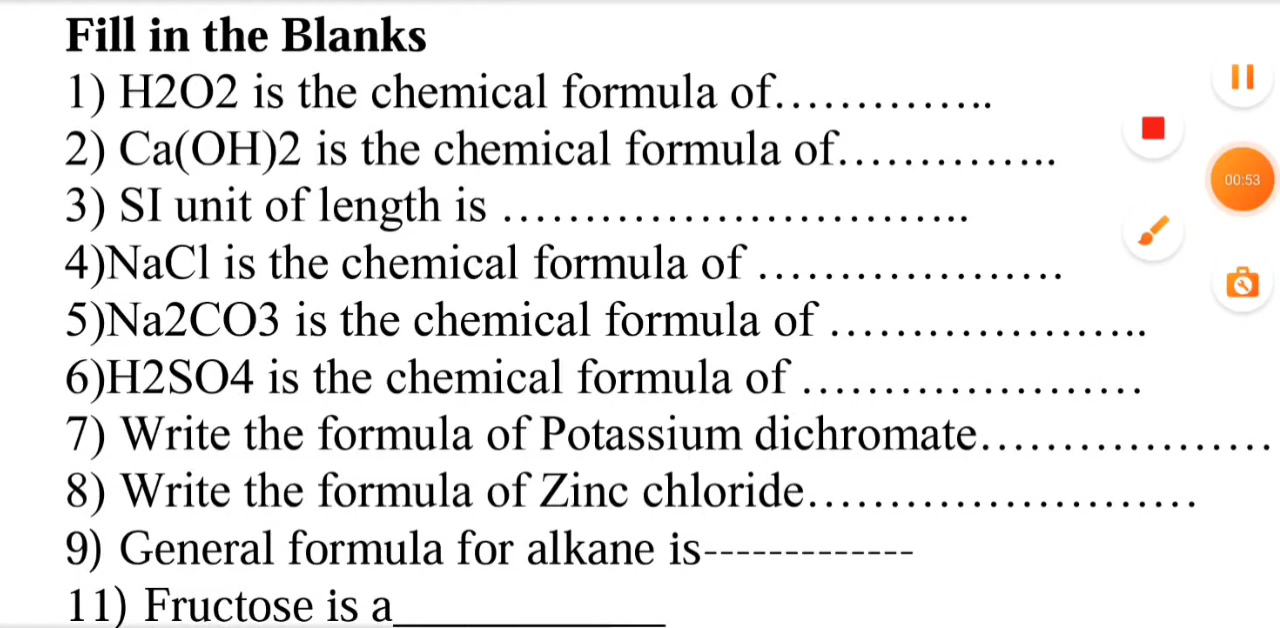 Fill in the Blanks
1) H2O2 is the chemical formula of..............
2) Ca(OH)2 is the chemical formula of..............
3) SI unit of length is .............................
4)NaCl is the chemical formula of ...................
5)Na2CO3 is the chemical formula of ....................
6)H2SO4 is the chemical formula of .....................
7) Write the formula of Potassium dichromate..................
8) Write the formula of Zinc chloride........................
9) General formula for alkane is-------------
11) Fructose is a____________
00:53